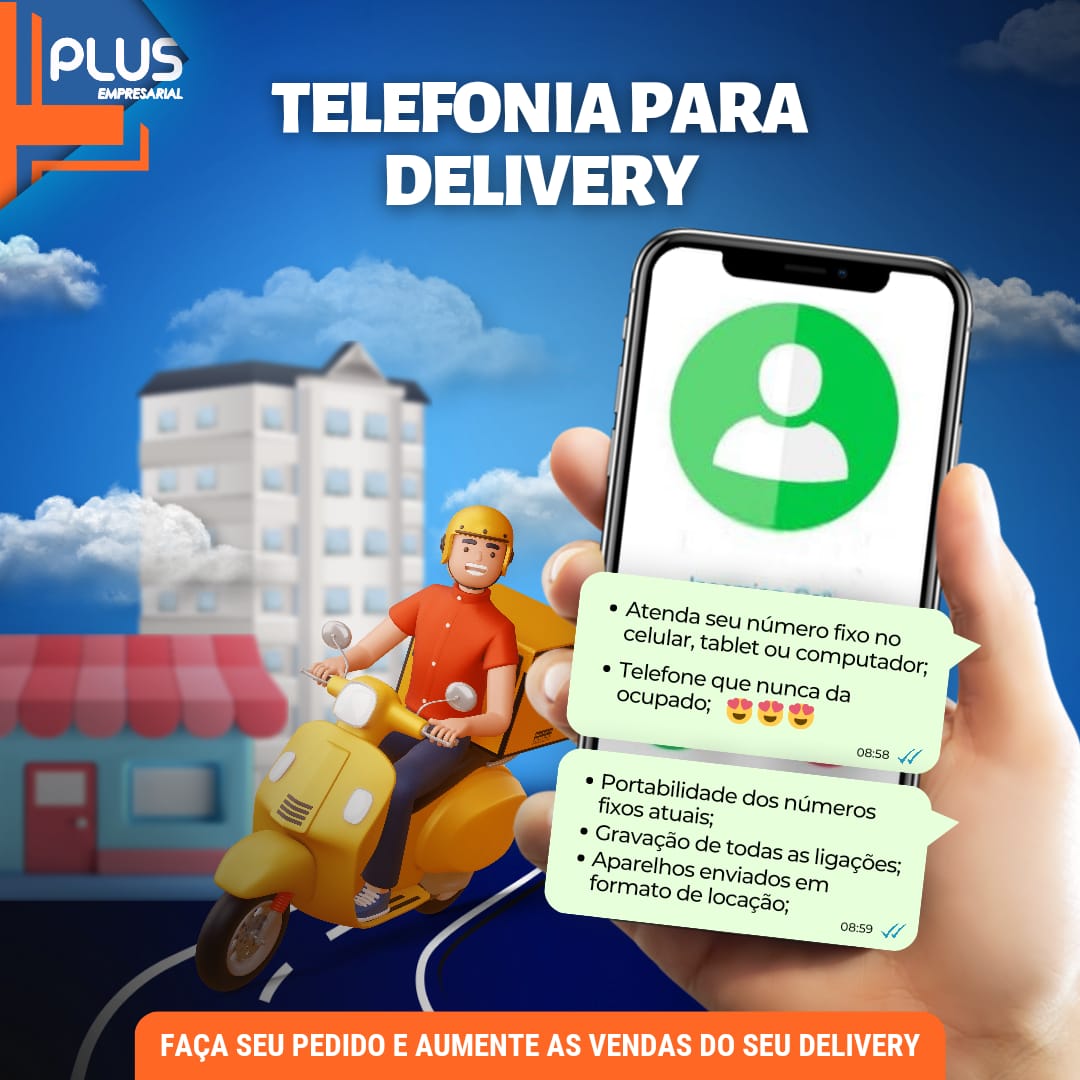 PLUS
EMPRESARIAL
TELEFONIA PARA
DELIVERY
• Atenda seu número fixo no
celular, tablet ou computador;
• Telefone que nunca da
ocupado; 😍😍😍
08:58
• Portabilidade dos números
fixos atuais;
• Gravação de todas as ligações;
• Aparelhos enviados em
formato de locação;
08:59
FAÇA SEU PEDIDO E AUMENTE AS VENDAS DO SEU DELIVERY